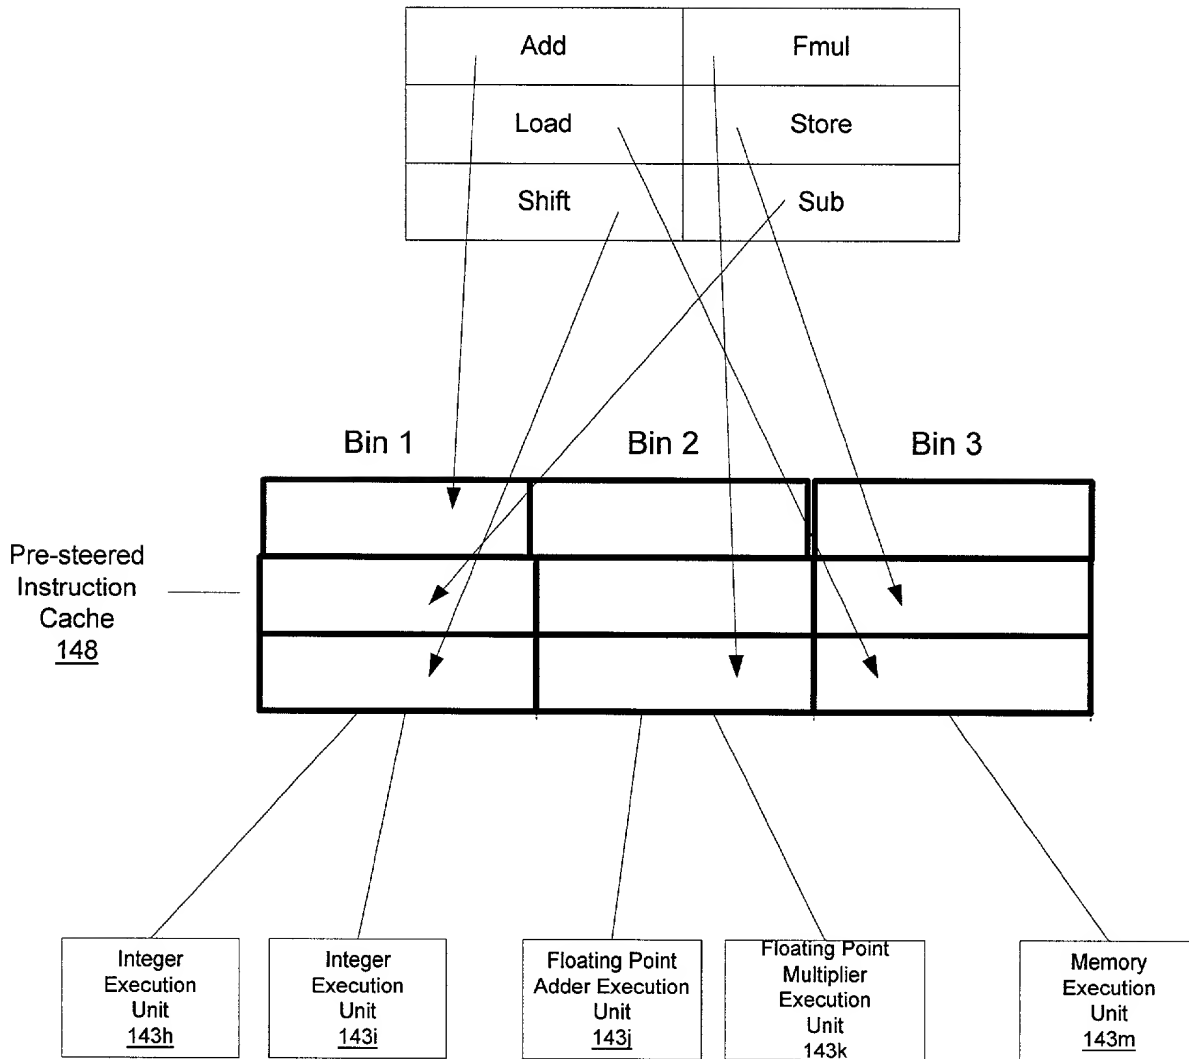 Add
Fmul
Load
Store
Shift
Sub
Bin 1
Bin 2
Bin 3
Pre-steered
Instruction
Cache
148
Integer
Execution
Unit
143h
Integer
Execution
Unit
143i
Floating Point
Adder Execution
Unit
143j
Floating Point
Multiplier
Execution
Unit
143k
Memory
Execution
Unit
143m